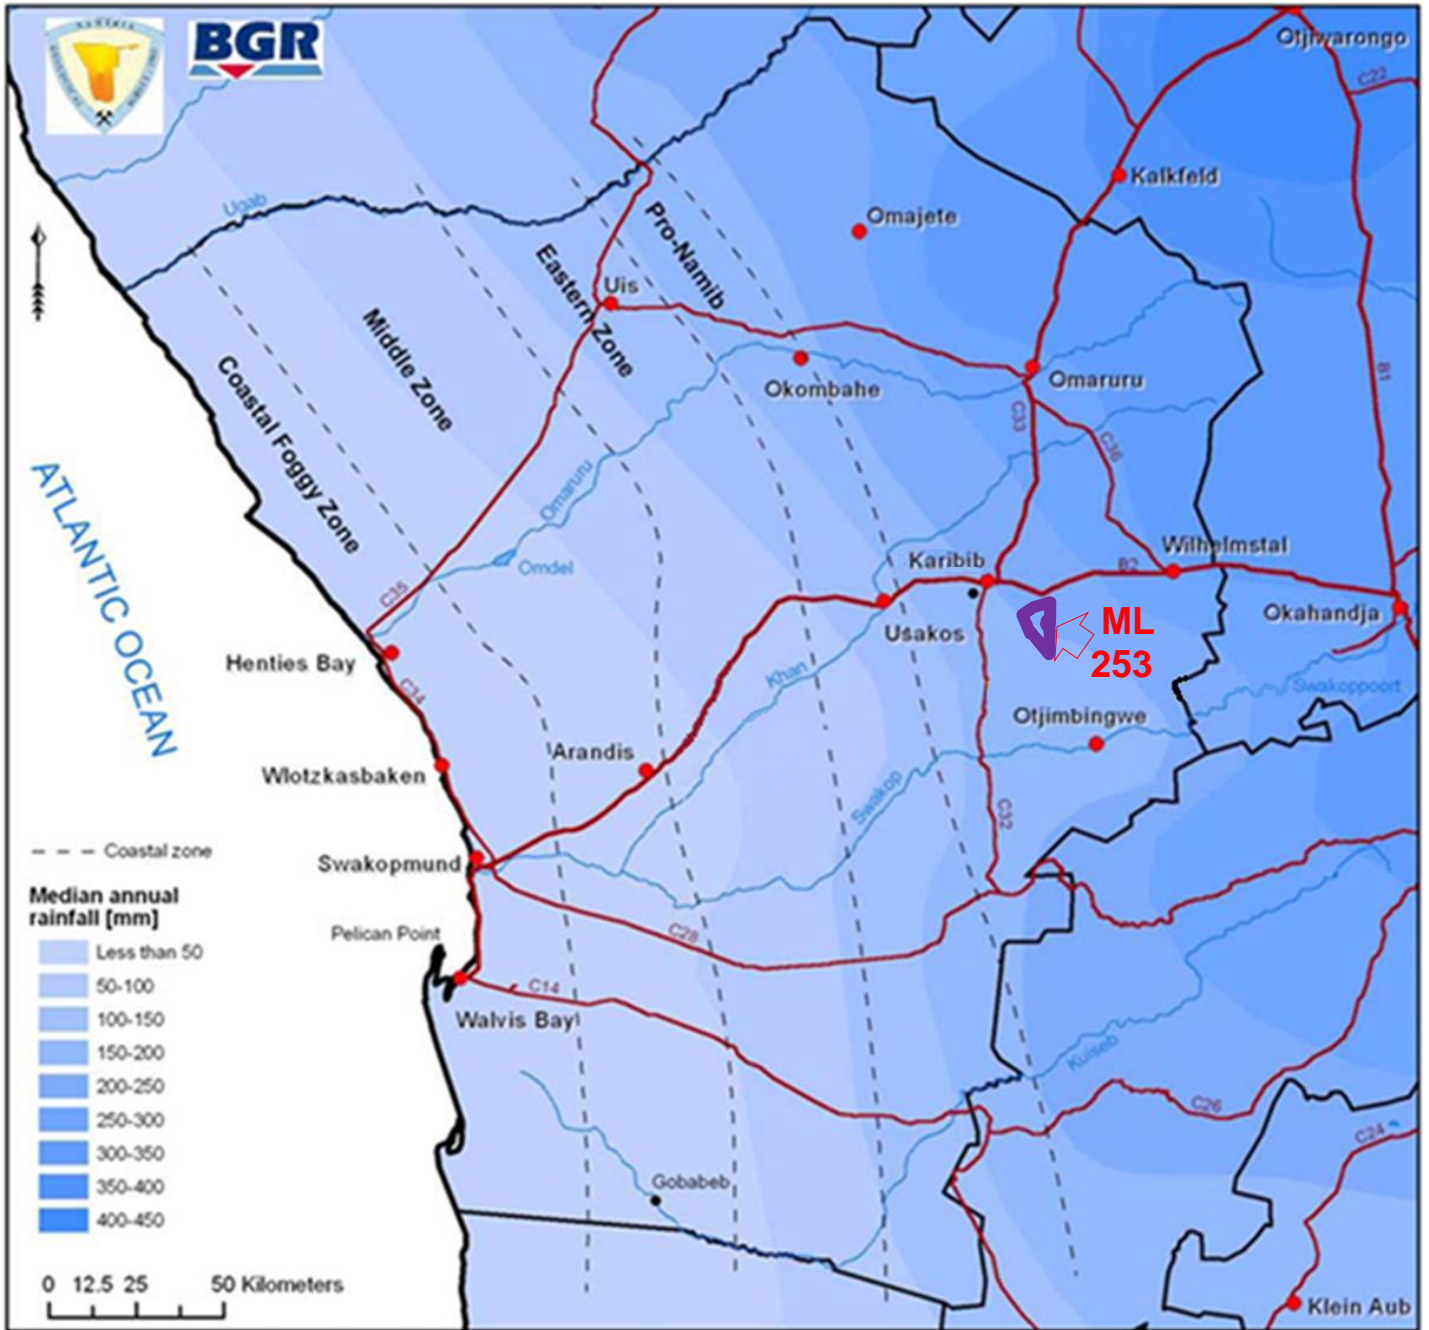 BGR
Otjiwarongo
C22
Kalkfeld
Omajete
Ugab
Pro-Namib
Eastern Zone
Uis
Middle Zone
Coastal Foggy Zone
B1
Okombahe
Omaruru
C33
C36
ATLANTIC OCEAN
Omaruru
Omdel
Karibib
Wilhelmstal
B2
C35
Usakos
ML
253
Okahandja
Henties Bay
Khan
C34
Swakoppoort
Otjimbingwe
Arandis
Wlotzkasbaken
Swakop
C32
Coastal zone
Swakopmund
Median annual
rainfall [mm]
Pelican Point
C28
Less than 50
50-100
C14
100-150
Walvis Bay
150-200
Kuiseb
200-250
C26
250-300
C24
300-350
350-400
Gobabeb
400-450
0 12.5 25 50 Kilometers
Klein Aub